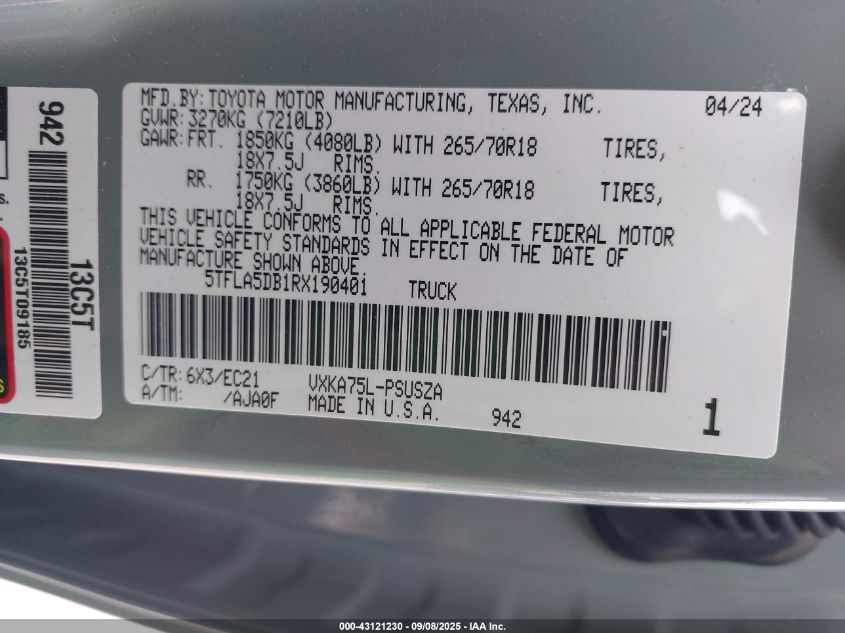 942
13C5T
13C5T09185
s.
S
MFD.BY:TOYOTA MOTOR MANUFACTURING, TEXAS, INC. 04/24
GVWR: 3270KG (7210LB)
GAWR:FRT. 1850KG (4080LB) WITH 265/70R18 TIRES,
18X7.5J RIMS,
RR. 1750KG (3860LB) WITH 265/70R18 TIRES,
18X7.5J RIMS,
THIS VEHICLE CONFORMS TO ALL APPLICABLE FEDERAL MOTOR
VEHICLE SAFETY STANDARDS IN EFFECT ON THE DATE OF
MANUFACTURE SHOWN ABOVE.
5TFLA5DB1RX190401 TRUCK
C/TR:6X3/EC21 VXKA75L-PSUSZA
A/TM: /AJA0F MADE IN U.S.A. 942 1
000-43121230 - 09/08/2025 - IAA Inc.